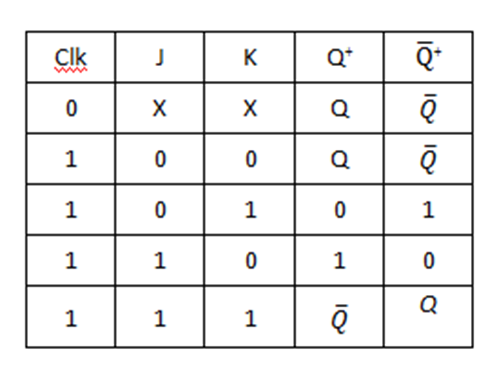 Clk J K Q⁺ Q̅⁺
0 X X Q Q̅
1 0 0 Q Q̅
1 0 1 0 1
1 1 0 1 0
1 1 1 Q̅ Q